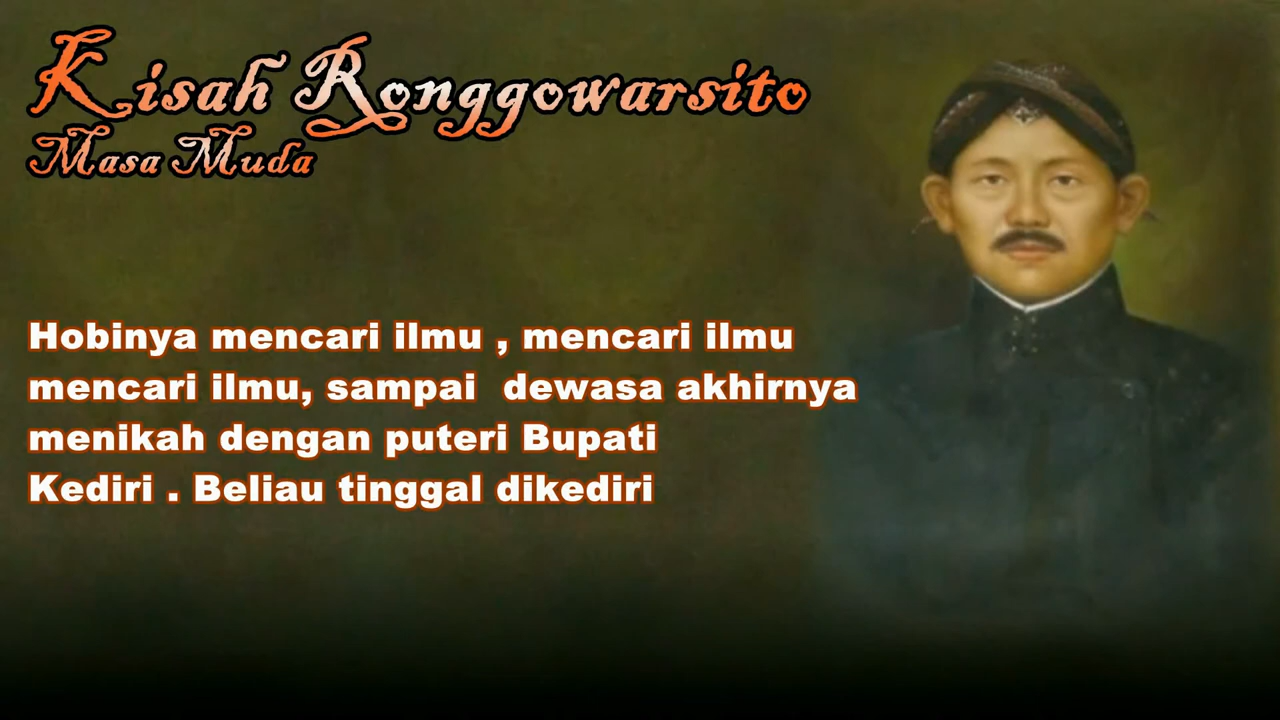 Kisah Ronggowarsito
Masa Muda
Hobinya mencari ilmu , mencari ilmu
mencari ilmu, sampai  dewasa akhirnya
menikah dengan puteri Bupati
Kediri . Beliau tinggal dikediri